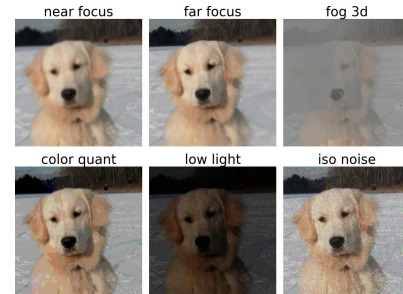 near focus
far focus
fog 3d
color quant
low light
iso noise